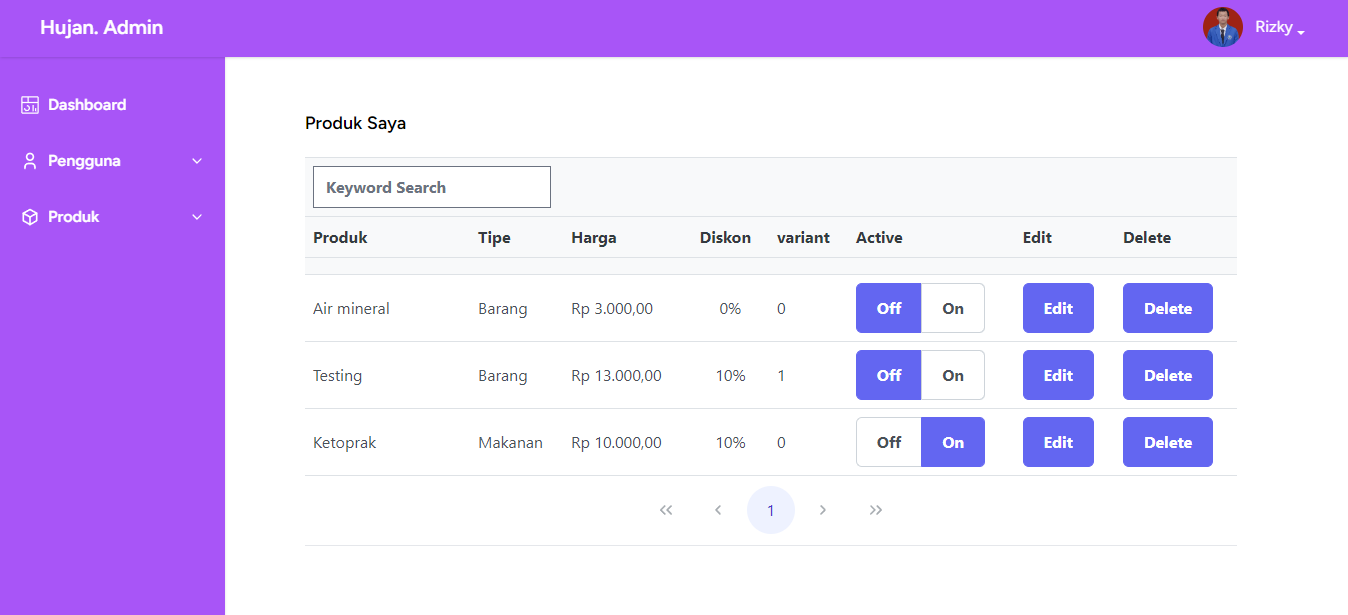 Hujan. Admin
Rizky
Dashboard
Pengguna
Produk
Produk Saya
Keyword Search
Produk Tipe Harga Diskon variant Active Edit Delete
Air mineral Barang Rp 3.000,00 0% 0 Off On Edit Delete
Testing Barang Rp 13.000,00 10% 1 Off On Edit Delete
Ketoprak Makanan Rp 10.000,00 10% 0 Off On Edit Delete
1